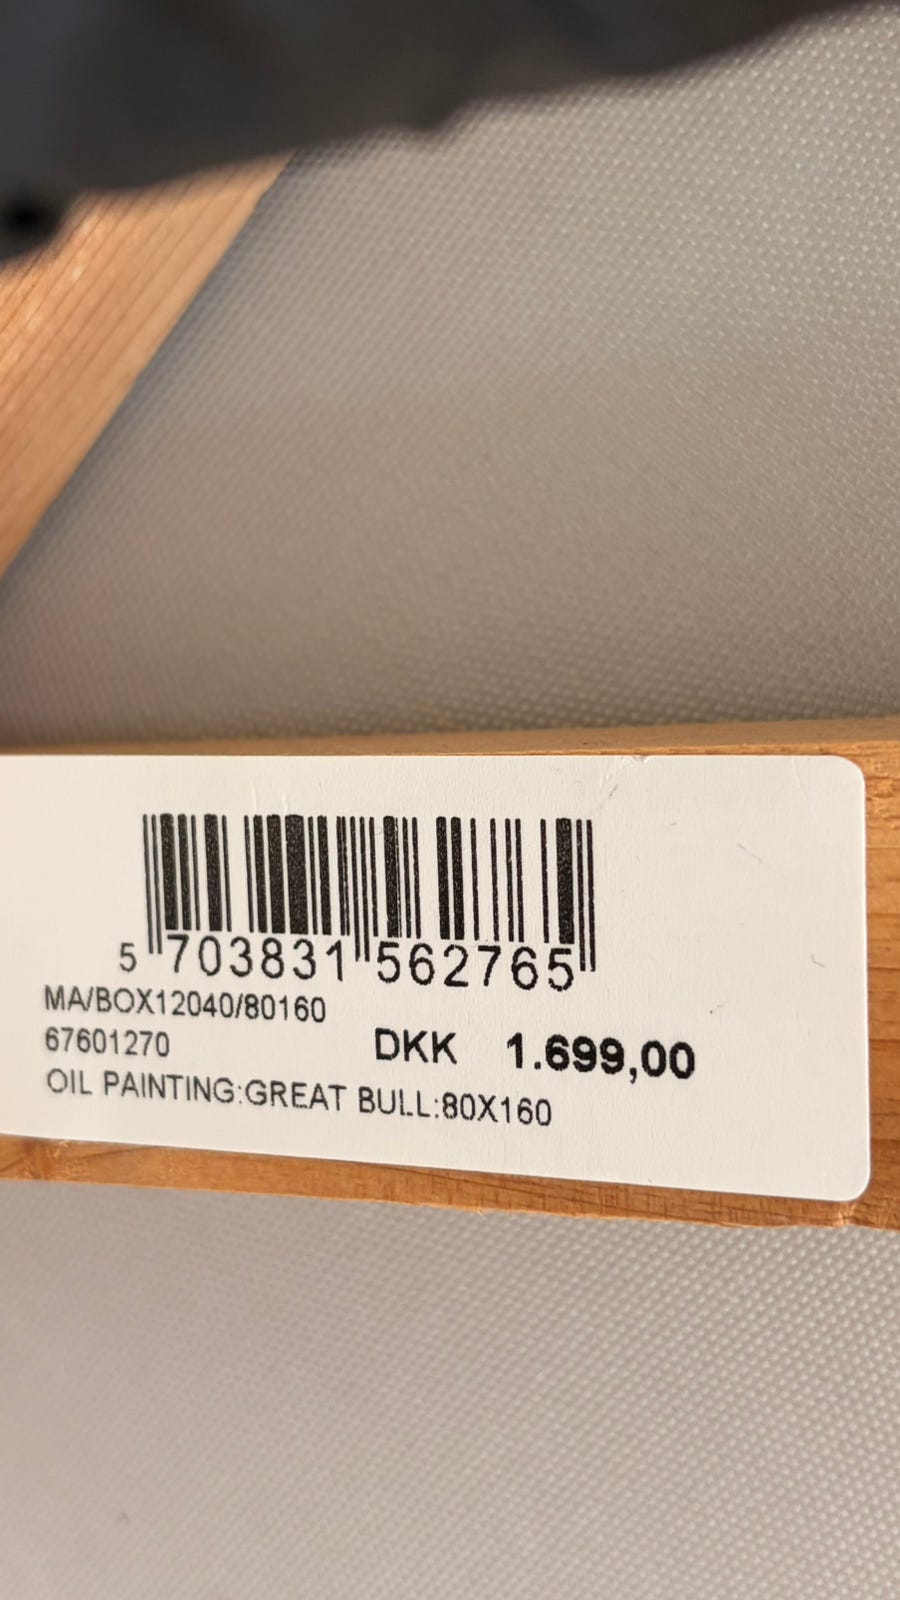 5 703831 562765
MA/BOX12040/80160
67601270 DKK 1.699,00
OIL PAINTING:GREAT BULL:80X160